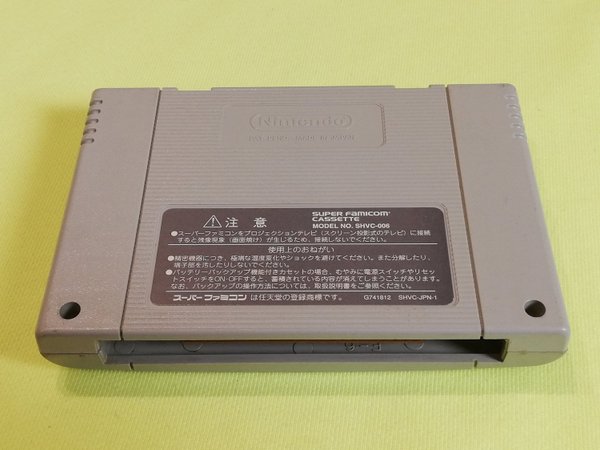 Nintendo
PAT. PEND. MADE IN JAPAN
⚠ 注 意
SUPER FAMICOM
CASSETTE
MODEL NO. SHVC-006
●スーパーファミコンをプロジェクションテレビ（スクリーン投影式のテレビ）に接続
すると残像現象（画面焼け）が生じるため、接続しないでください。
使用上のおねがい
●精密機器につき、極端な温度変化やショックを避けてください。また分解したり、
端子部を汚したりしないでください。
●バッテリーバックアップ機能付きカセットの場合、むやみに電源スイッチやリセッ
トスイッチをON・OFFすると、蓄積されている内容が消えてしまうことがあります。
なお、バックアップの操作方法については、取扱説明書をご参照ください。
スーパーファミコン は任天堂の登録商標です。
G741812 SHVC-JPN-1